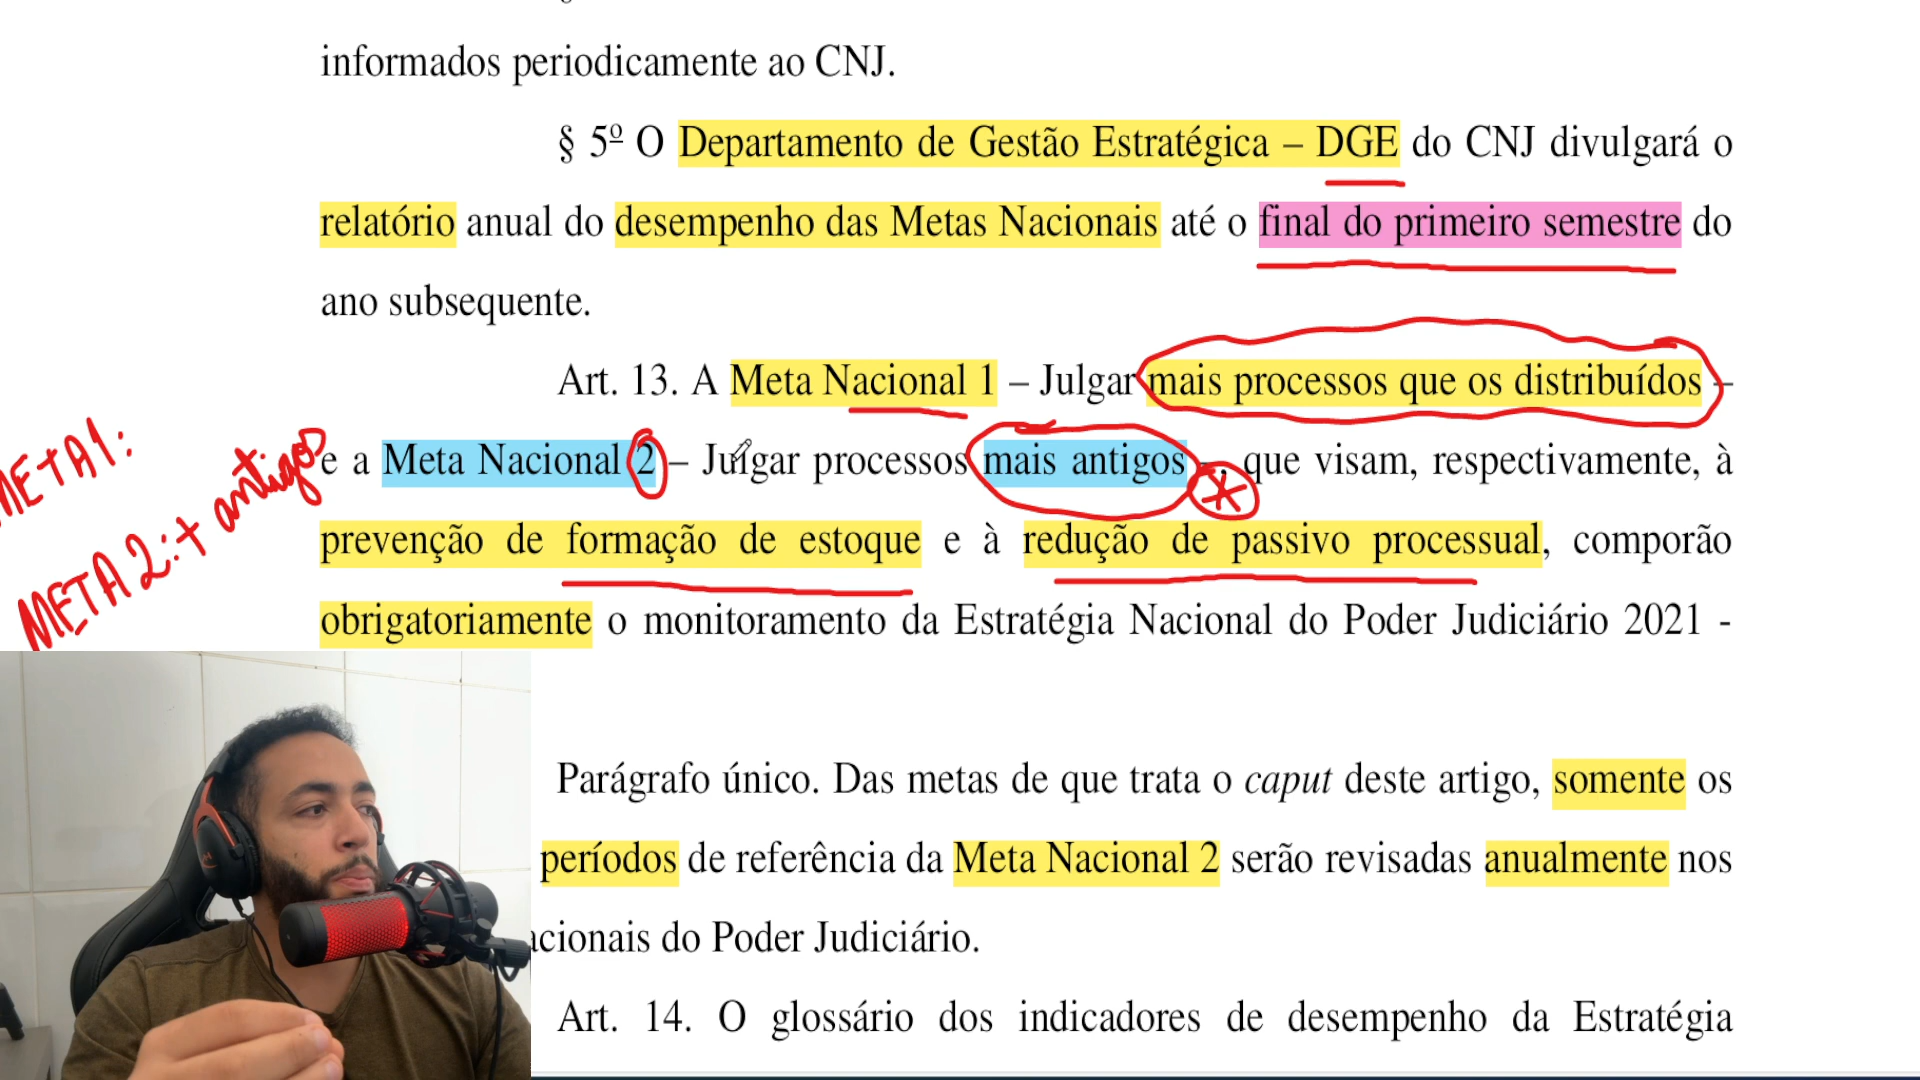 informados periodicamente ao CNJ.
§ 5º O Departamento de Gestão Estratégica – DGE do CNJ divulgará o
relatório anual do desempenho das Metas Nacionais até o final do primeiro semestre do
ano subsequente.
Art. 13. A Meta Nacional 1 – Julgar mais processos que os distribuídos –
e a Meta Nacional 2 – Julgar processos mais antigos –, que visam, respectivamente, à
prevenção de formação de estoque e à redução de passivo processual, comporão
obrigatoriamente o monitoramento da Estratégia Nacional do Poder Judiciário 2021 -
META1:
META 2: + antigos
Parágrafo único. Das metas de que trata o caput deste artigo, somente os
períodos de referência da Meta Nacional 2 serão revisadas anualmente nos
acionais do Poder Judiciário.
Art. 14. O glossário dos indicadores de desempenho da Estratégia